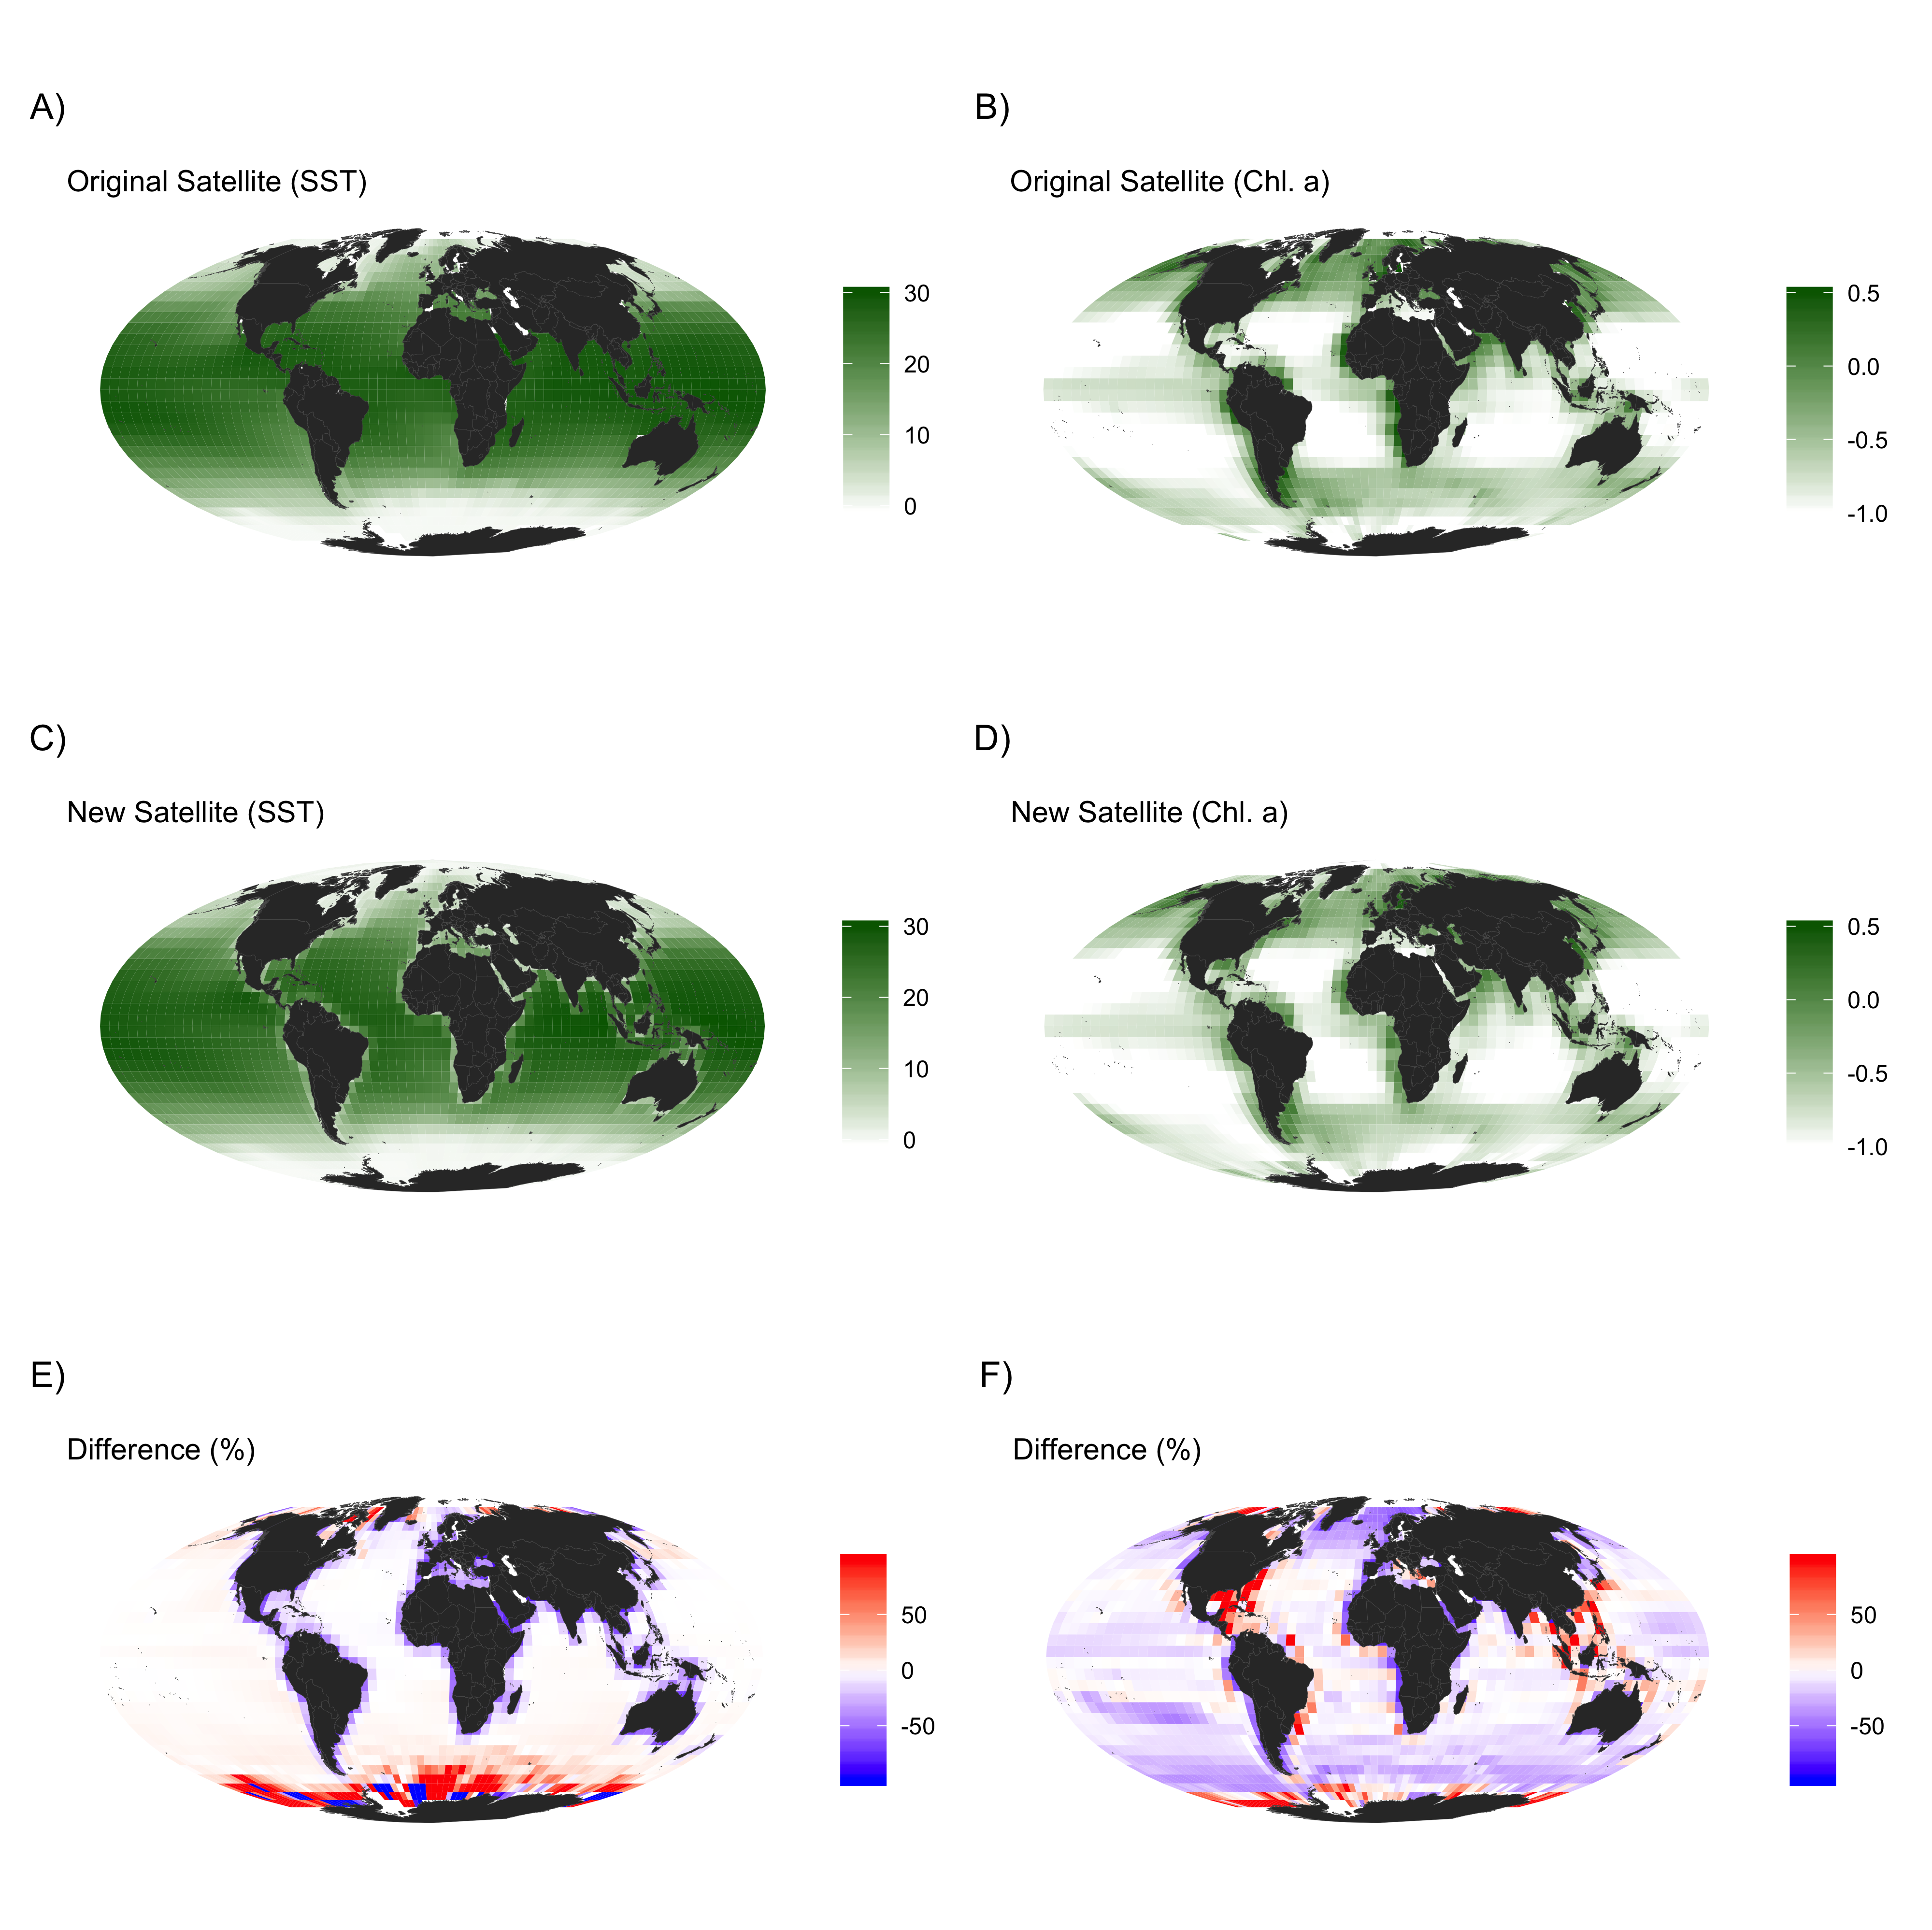 A)
Original Satellite (SST)
30
20
10
0
B)
Original Satellite (Chl. a)
0.5
0.0
-0.5
-1.0
C)
New Satellite (SST)
30
20
10
0
D)
New Satellite (Chl. a)
0.5
0.0
-0.5
-1.0
E)
Difference (%)
50
0
-50
F)
Difference (%)
50
0
-50